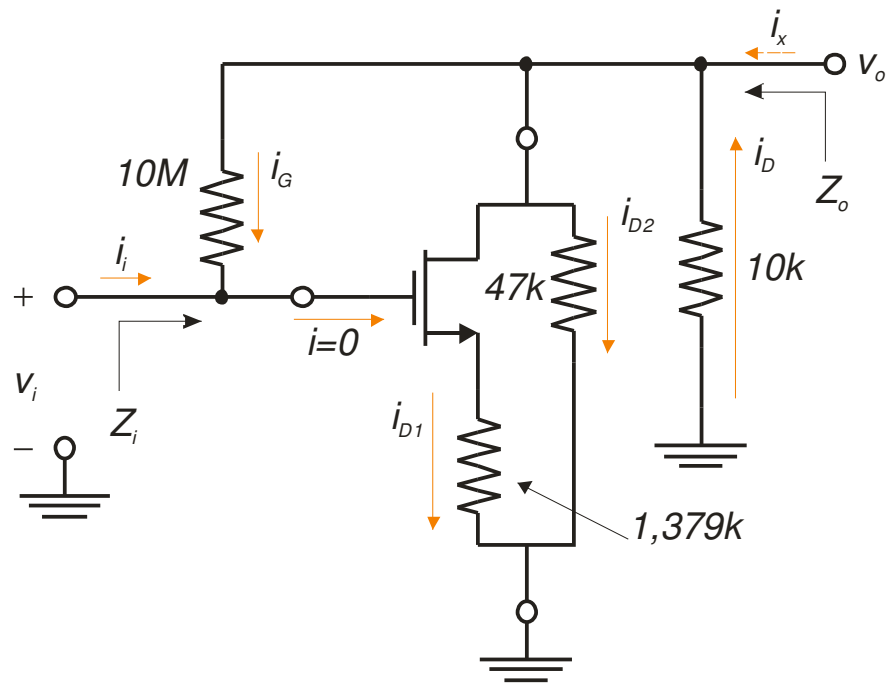 i_x
v_o
10M
i_G
i_D
Z_o
i_D2
i_i
47k
10k
+
i=0
v_i
Z_i
i_D1
−
1,379k